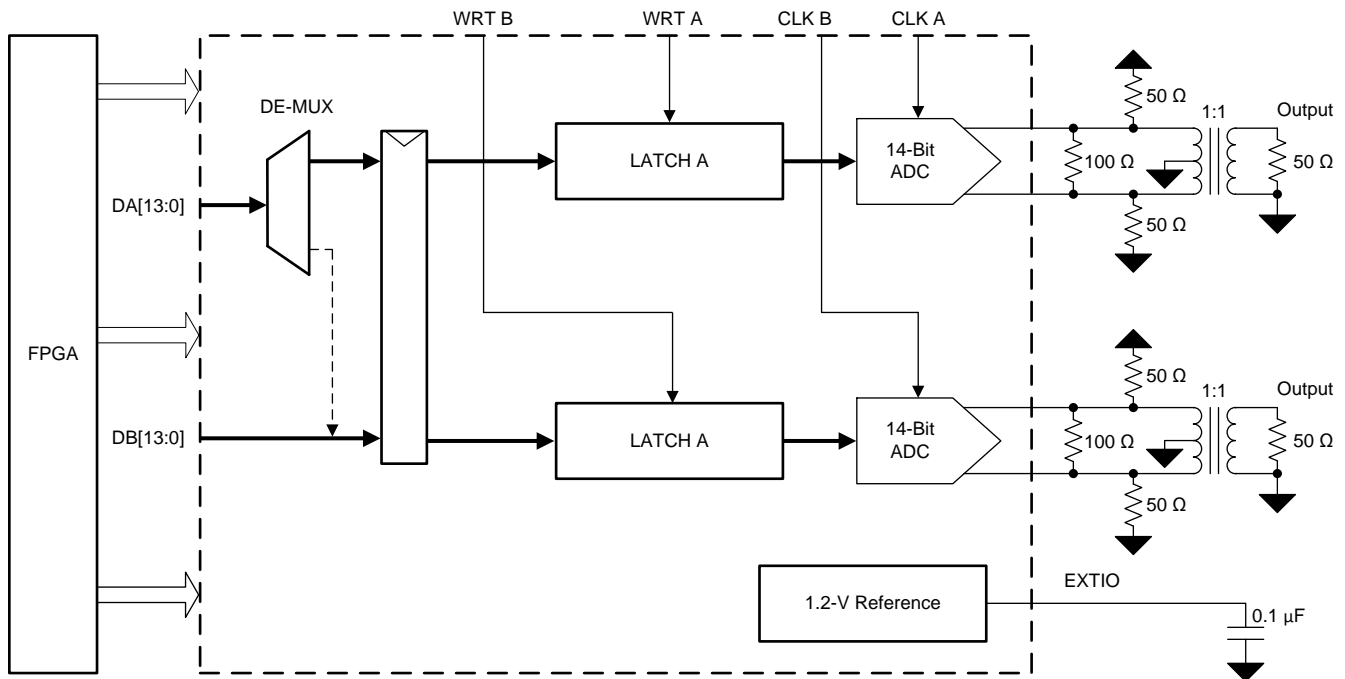 WRT B
WRT A
CLK B
CLK A
DE-MUX
50 Ω
1:1
Output
LATCH A
14-Bit
ADC
100 Ω
50 Ω
DA[13:0]
50 Ω
FPGA
50 Ω
1:1
Output
DB[13:0]
LATCH A
14-Bit
ADC
100 Ω
50 Ω
50 Ω
EXTIO
1.2-V Reference
0.1 µF